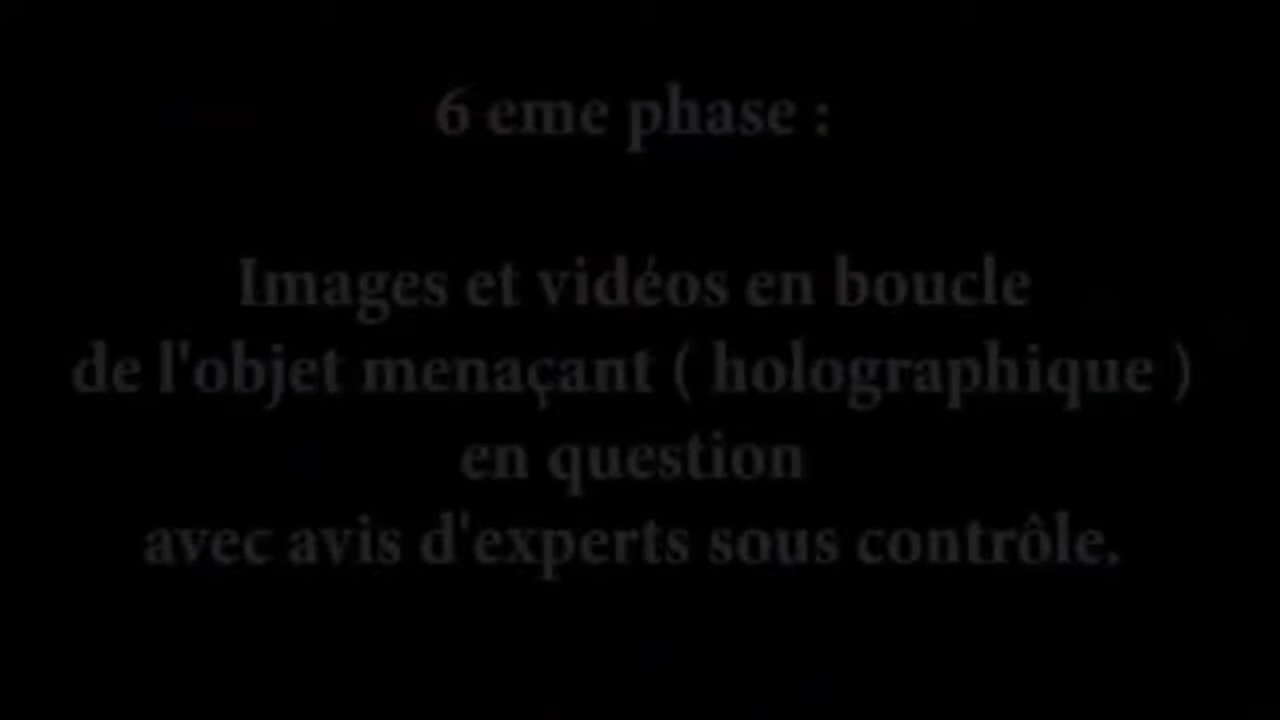 6 eme phase :
Images et vidéos en boucle
de l'objet menaçant ( holographique )
en question
avec avis d'experts sous contrôle.